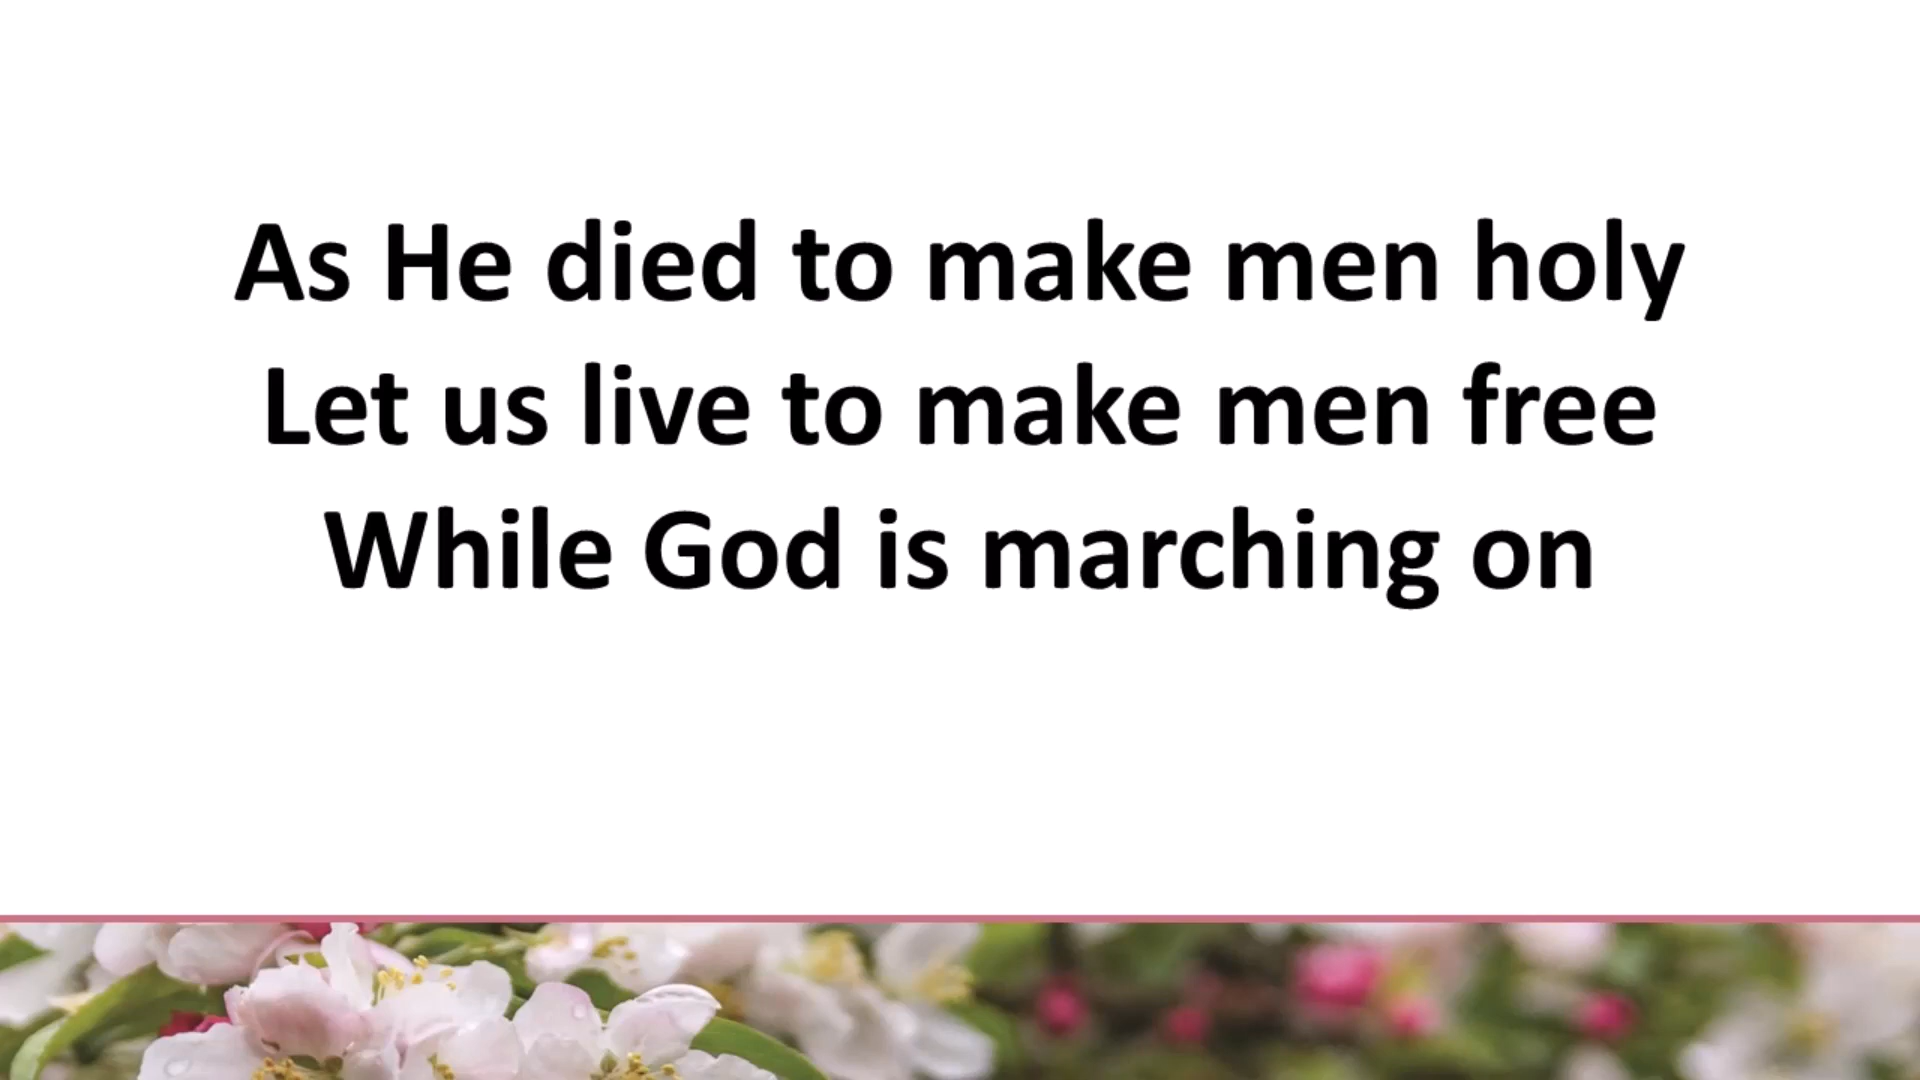 As He died to make men holy
Let us live to make men free
While God is marching on